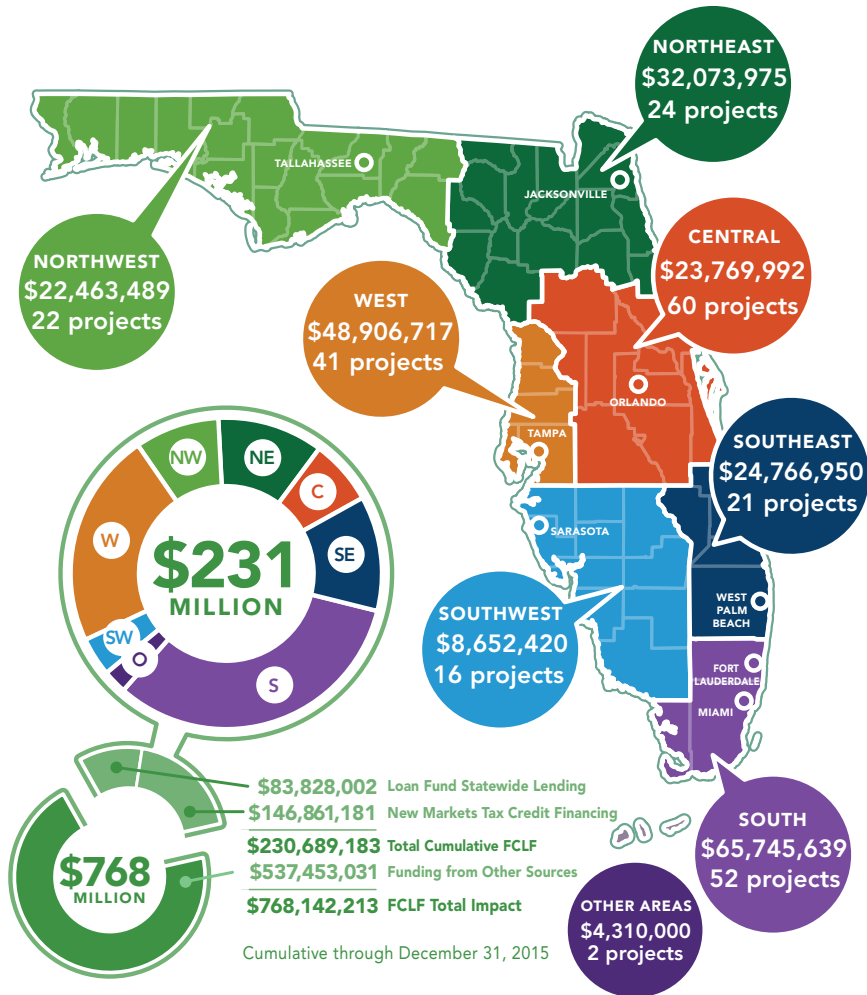 NORTHEAST
$32,073,975
24 projects
TALLAHASSEE
JACKSONVILLE
NORTHWEST
$22,463,489
22 projects
CENTRAL
$23,769,992
60 projects
WEST
$48,906,717
41 projects
ORLANDO
TAMPA
SOUTHEAST
$24,766,950
21 projects
NW
NE
C
W
SE
$231
MILLION
SW
O
S
SARASOTA
WEST
PALM
BEACH
SOUTHWEST
$8,652,420
16 projects
FORT
LAUDERDALE
MIAMI
SOUTH
$65,745,639
52 projects
$83,828,002 Loan Fund Statewide Lending
$146,861,181 New Markets Tax Credit Financing
$230,689,183 Total Cumulative FCLF
$537,453,031 Funding from Other Sources
$768,142,213 FCLF Total Impact
$768
MILLION
OTHER AREAS
$4,310,000
2 projects
Cumulative through December 31, 2015